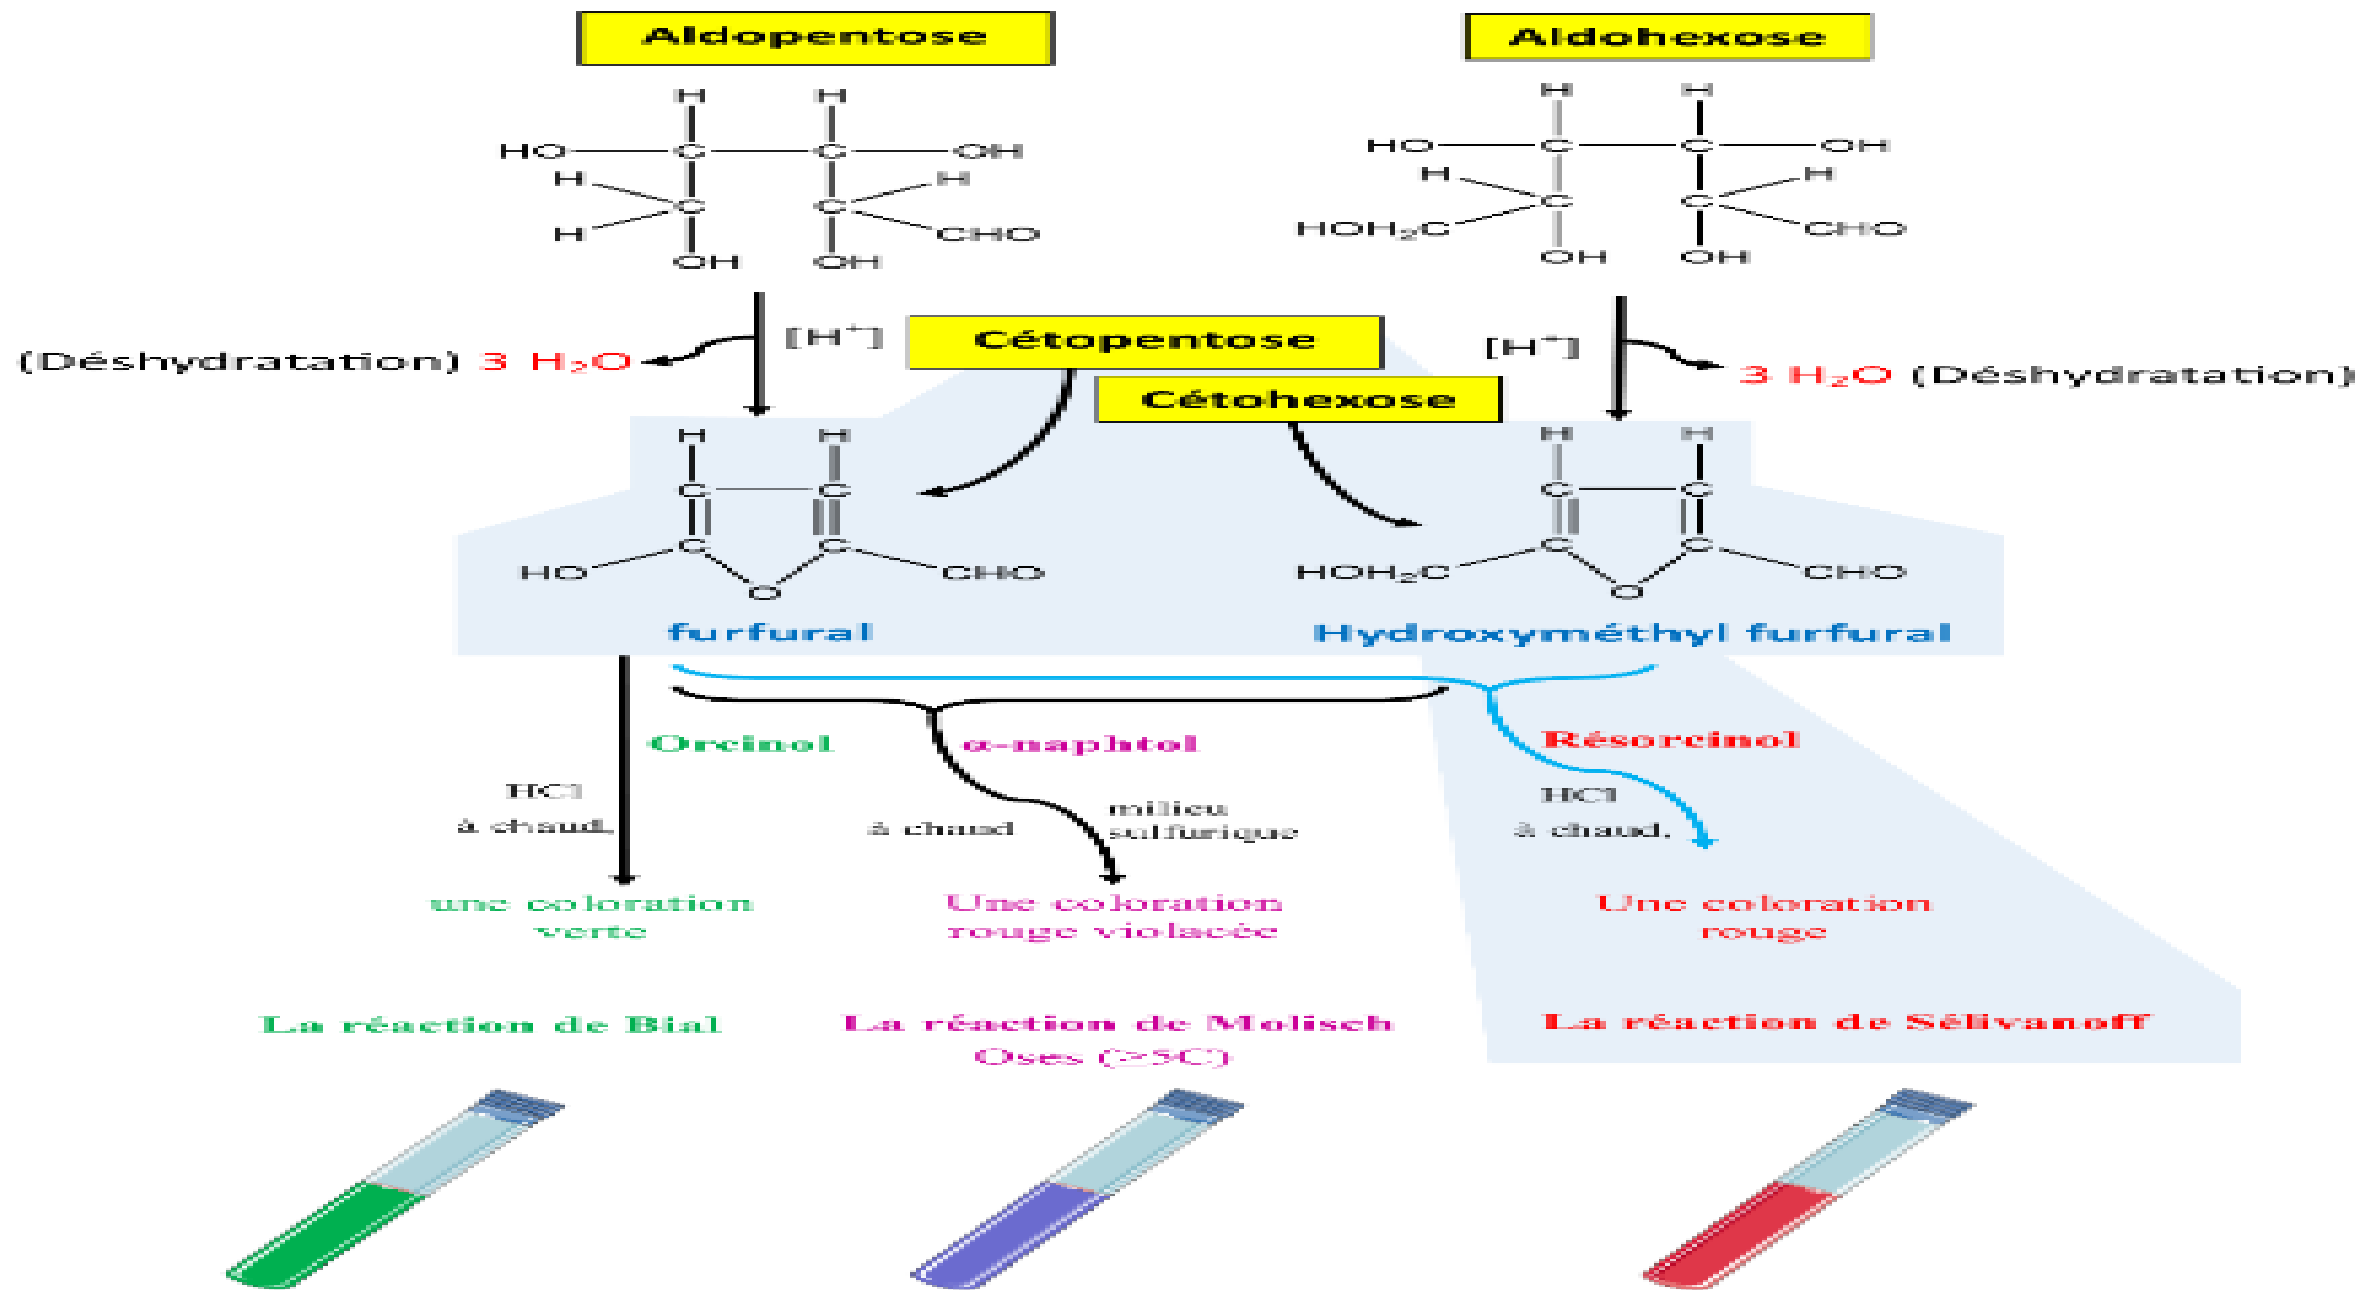 Aldopentose
Aldohexose
H H
HO C C OH
H C C H
H CHO
OH OH
H H
HO C C OH
H C C H
HOH₂C CHO
OH OH
(Déshydratation) 3 H₂O
[H⁺]
Cétopentose
Cétohexose
[H⁺]
3 H₂O (Déshydratation)
H H
C C
C C
HO O CHO
furfural
H H
C C
C C
HOH₂C O CHO
Hydroxyméthyl furfural
Orcinol
HCl
à chaud,
α-naphtol
à chaud
milieu
sulfurique
Résorcinol
HCl
à chaud,
une coloration
verte
Une coloration
rouge violacée
Une coloration
rouge
La réaction de Bial
La réaction de Molisch
Oses (≥5C)
La réaction de Sélivanoff